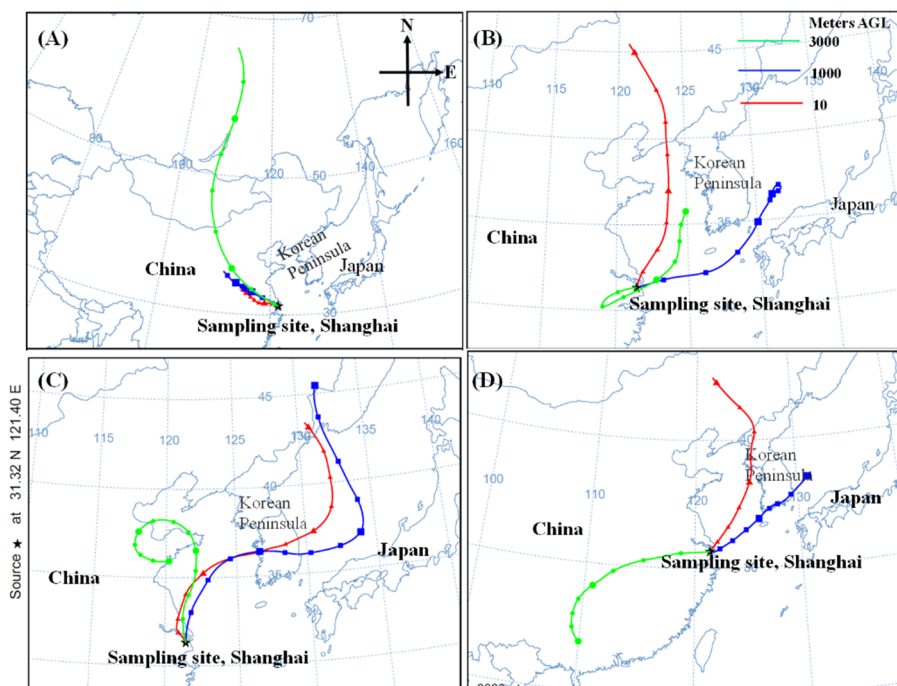 (A)
70
N
E
80
100
120
140
160
50
30
Korean
Peninsula
China
Japan
Sampling site, Shanghai
(B)
Meters AGL
3000
1000
10
110
115
120
125
130
135
140
45
40
35
Korean
Peninsula
Japan
China
Sampling site, Shanghai
Source ★ at 31.32 N 121.40 E
(C)
110
115
120
125
130
135
140
45
40
35
Korean
Peninsula
China
Japan
Sampling site, Shanghai
(D)
100
110
120
130
40
Korean
Peninsula
Japan
China
Sampling site, Shanghai